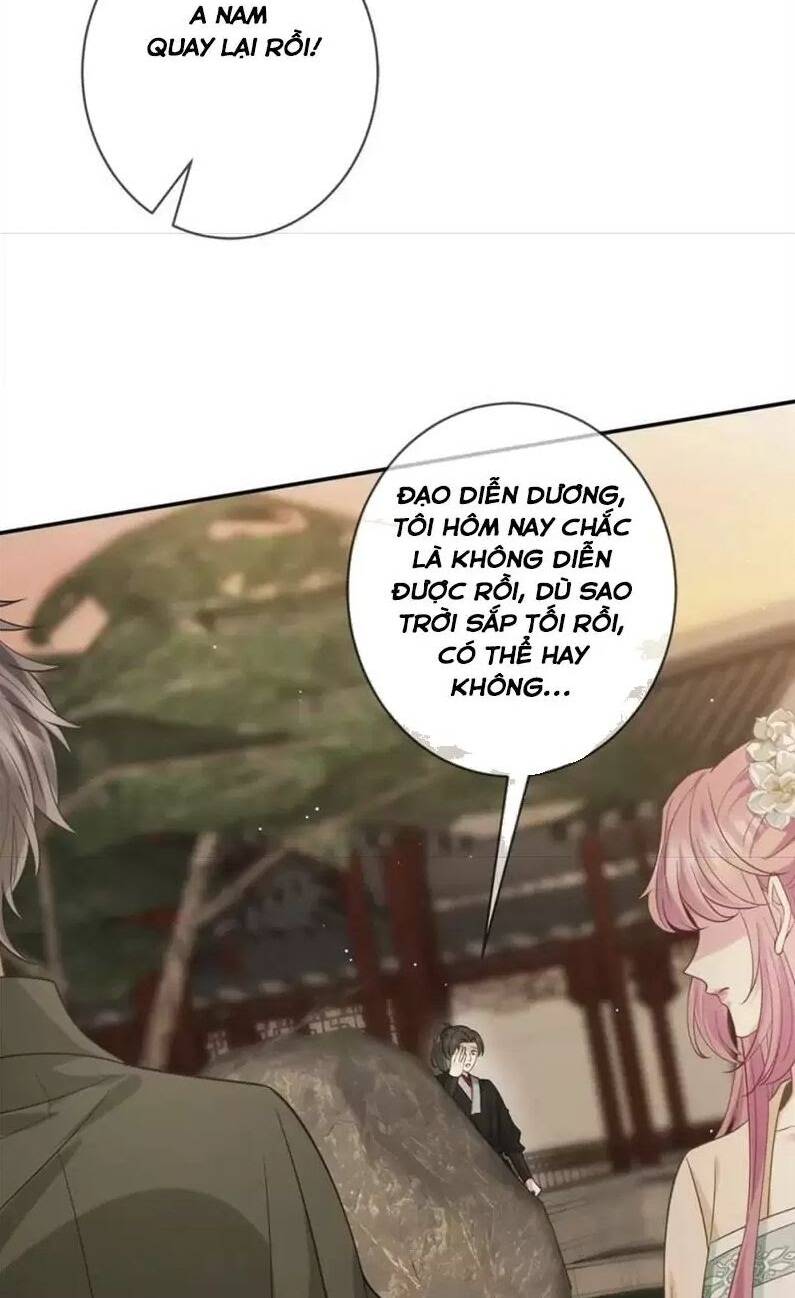 A NAM
QUAY LẠI RỒI!
ĐẠO DIỄN DƯƠNG,
TÔI HÔM NAY CHẮC
LÀ KHÔNG DIỄN
ĐƯỢC RỒI, DÙ SAO
TRỜI SẮP TỐI RỒI,
CÓ THỂ HAY
KHÔNG...